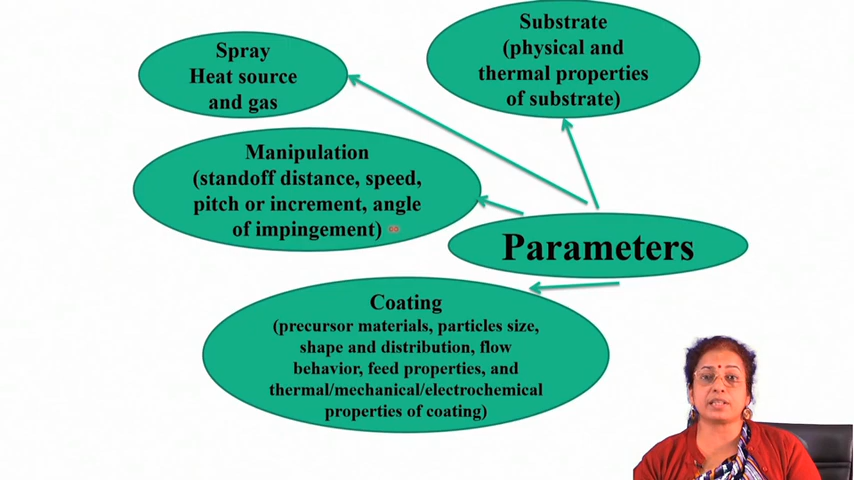 Substrate
(physical and
thermal properties
of substrate)
Spray
Heat source
and gas
Manipulation
(standoff distance, speed,
pitch or increment, angle
of impingement)
Parameters
Coating
(precursor materials, particles size,
shape and distribution, flow
behavior, feed properties, and
thermal/mechanical/electrochemical
properties of coating)